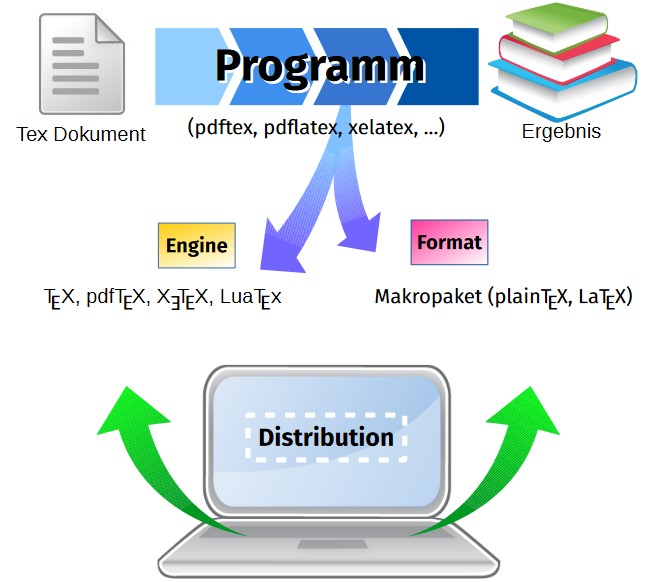 Programm
Tex Dokument
(pdftex, pdflatex, xelatex, ...)
Ergebnis
Engine
Format
TEX, pdfTEX, XƎTEX, LuaTEx
Makropaket (plainTEX, LaTEX)
Distribution